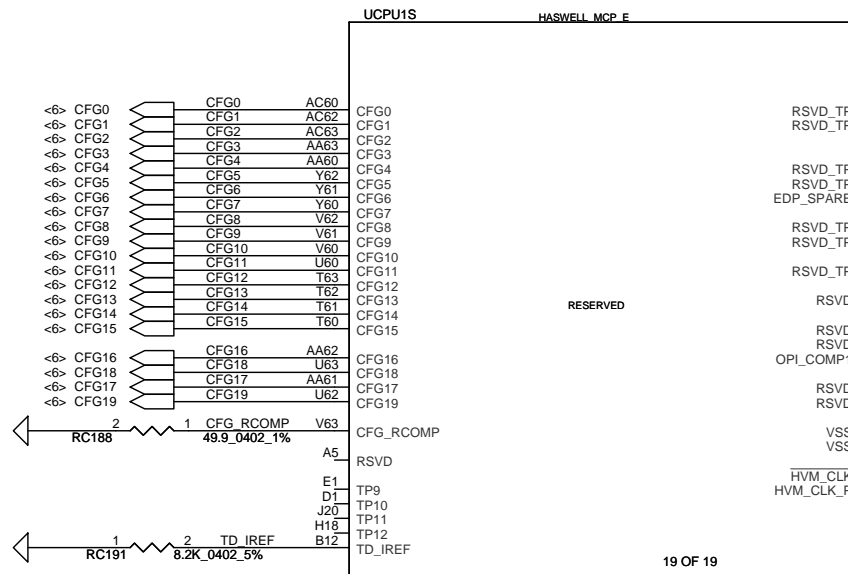 UCPU1S HASWELL_MCP_E
<6> CFG0 CFG0 AC60 CFG0 RSVD_TP
<6> CFG1 CFG1 AC62 CFG1 RSVD_TP
<6> CFG2 CFG2 AC63 CFG2
<6> CFG3 CFG3 AA63 CFG3
<6> CFG4 CFG4 AA60 CFG4 RSVD_TP
<6> CFG5 CFG5 Y62 CFG5 RSVD_TP
<6> CFG6 CFG6 Y61 CFG6 EDP_SPARE
<6> CFG7 CFG7 Y60 CFG7
<6> CFG8 CFG8 V62 CFG8 RSVD_TP
<6> CFG9 CFG9 V61 CFG9 RSVD_TP
<6> CFG10 CFG10 V60 CFG10
<6> CFG11 CFG11 U60 CFG11 RSVD_TP
<6> CFG12 CFG12 T63 CFG12
<6> CFG13 CFG13 T62 CFG13 RESERVED RSVD
<6> CFG14 CFG14 T61 CFG14
<6> CFG15 CFG15 T60 CFG15 RSVD
RSVD
<6> CFG16 CFG16 AA62 CFG16 OPI_COMP1
<6> CFG18 CFG18 U63 CFG18
<6> CFG17 CFG17 AA61 CFG17 RSVD
<6> CFG19 CFG19 U62 CFG19 RSVD
2 1 CFG_RCOMP V63 CFG_RCOMP VSS
RC188 49.9_0402_1% VSS
A5 RSVD
HVM_CLK
E1 TP9 HVM_CLK_P
D1 TP10
J20 TP11
H18 TP12
1 2 TD_IREF B12 TD_IREF
RC191 8.2K_0402_5%
19 OF 19